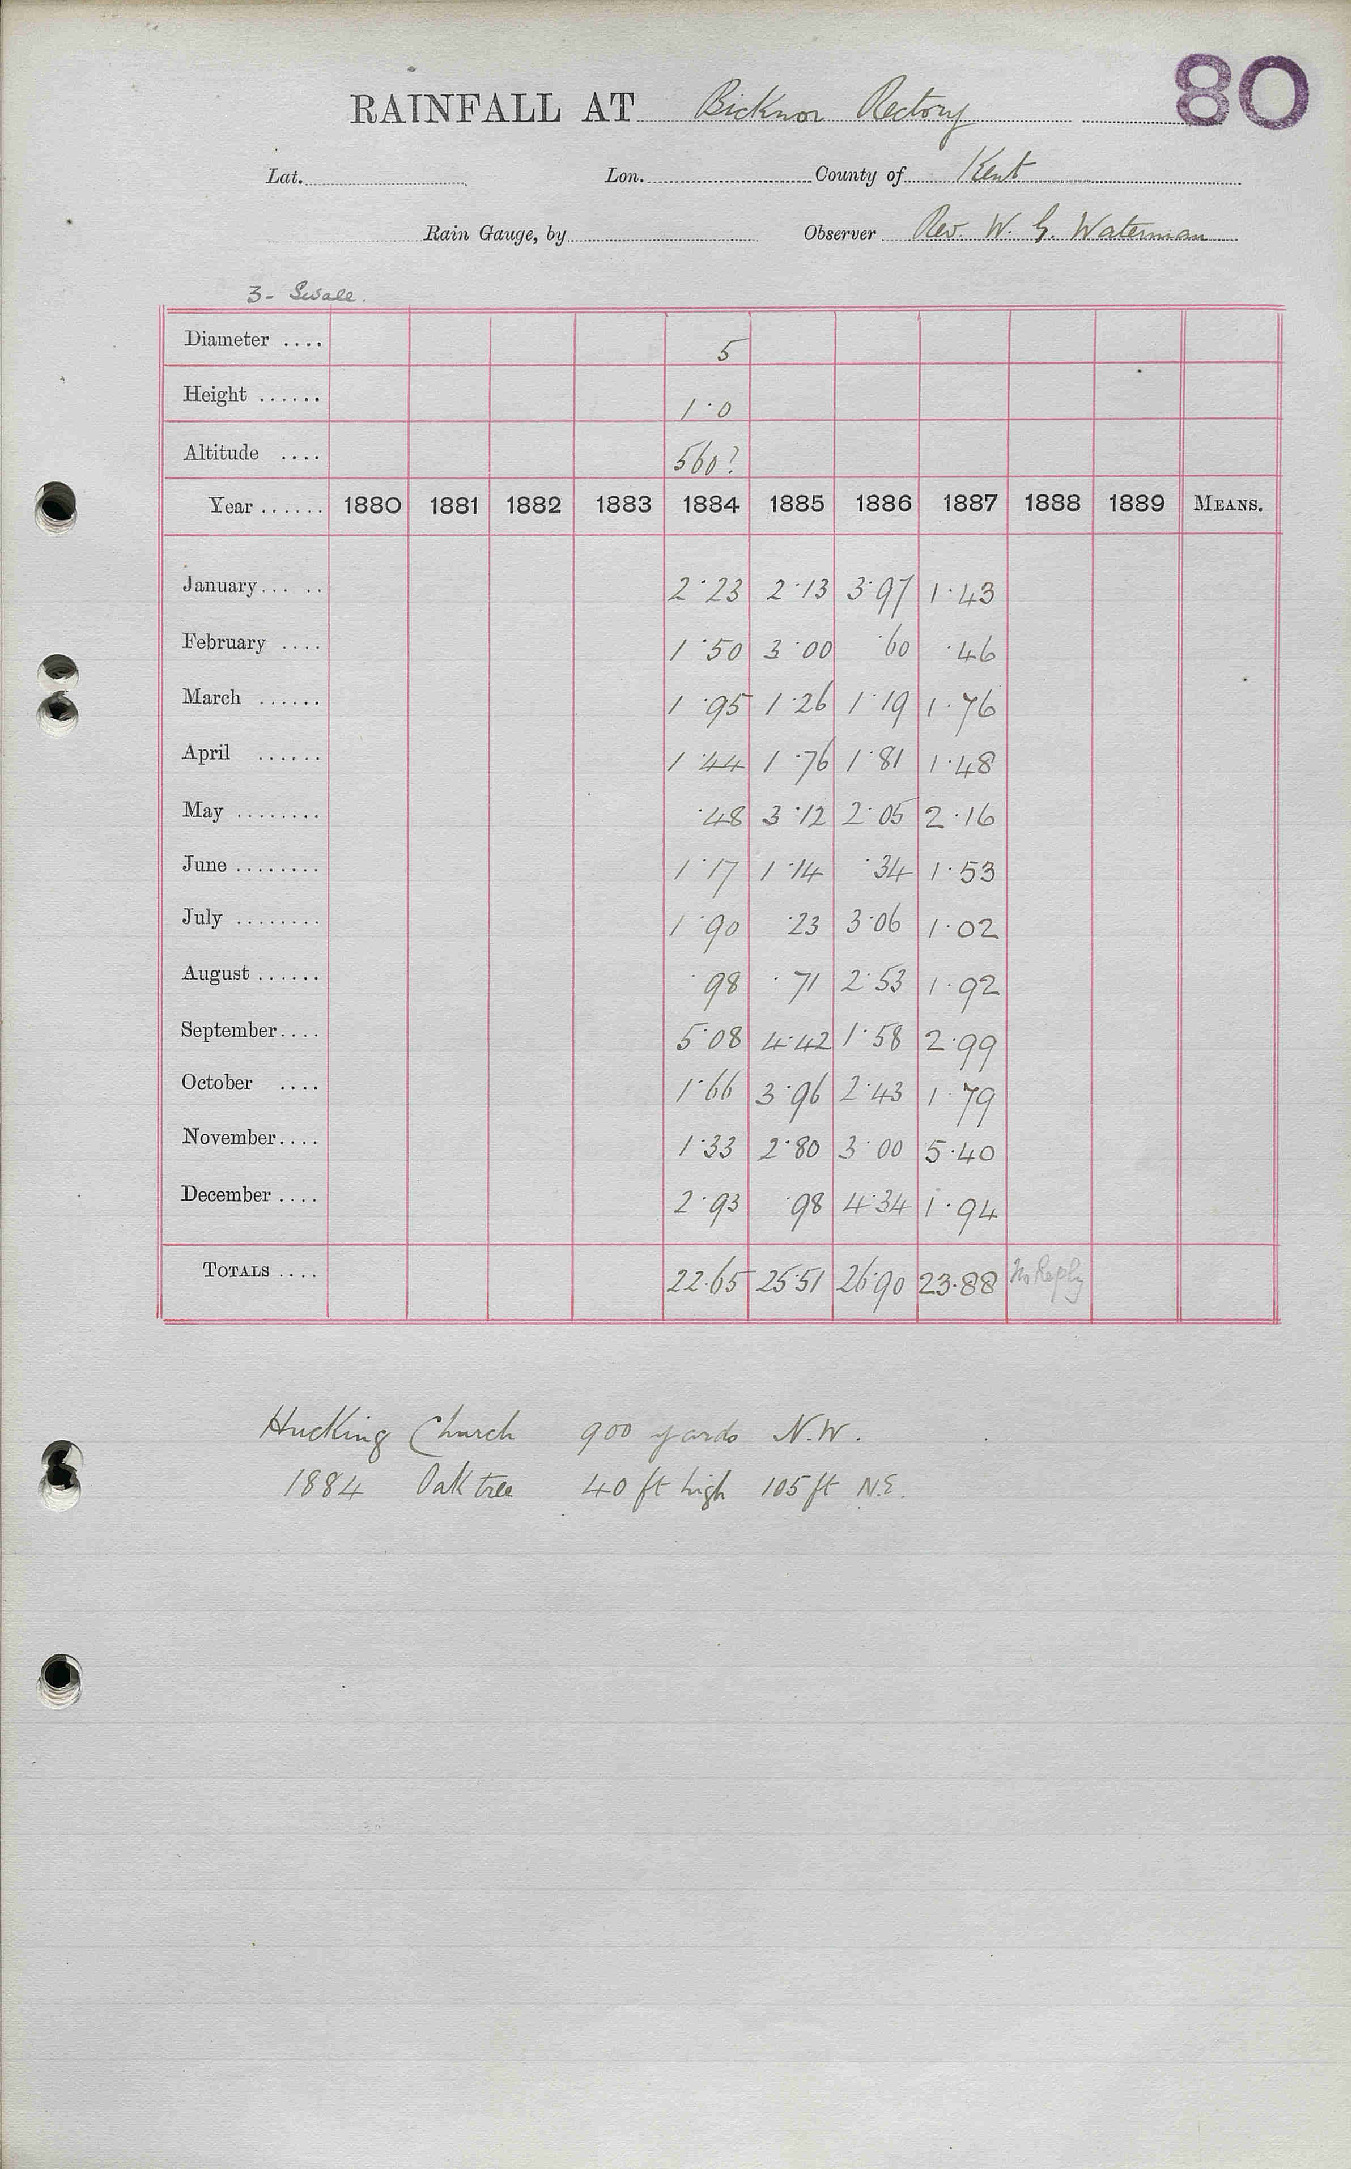 80
RAINFALL AT Bicknor Rectory
Lat. Lon. County of Kent
Rain Gauge, by Observer Rev. W. G. Waterman
3 - Swale.
Diameter .... 5
Height ...... 1·0
Altitude .... 560?
Year ...... 1880 1881 1882 1883 1884 1885 1886 1887 1888 1889 MEANS.
January... .. 2·23 2·13 3·97 1·43
February .... 1·50 3·00 ·60 ·46
March ...... 1·95 1·26 1·19 1·76
April ...... 1·44 1·76 1·81 1·48
May ........ ·48 3·12 2·05 2·16
June ........ 1·17 1·14 ·34 1·53
July ........ 1·90 ·23 3·06 1·02
August ...... ·98 ·71 2·53 1·92
September.... 5·08 4·42 1·58 2·99
October .... 1·66 3·96 2·43 1·79
November.... 1·33 2·80 3·00 5·40
December .... 2·93 ·98 4·34 1·94
TOTALS .... 22·65 25·51 26·90 23·88 No Reply
Hucking Church 900 yards N.W.
1884 Oak tree 40 ft high 105 ft N.E.